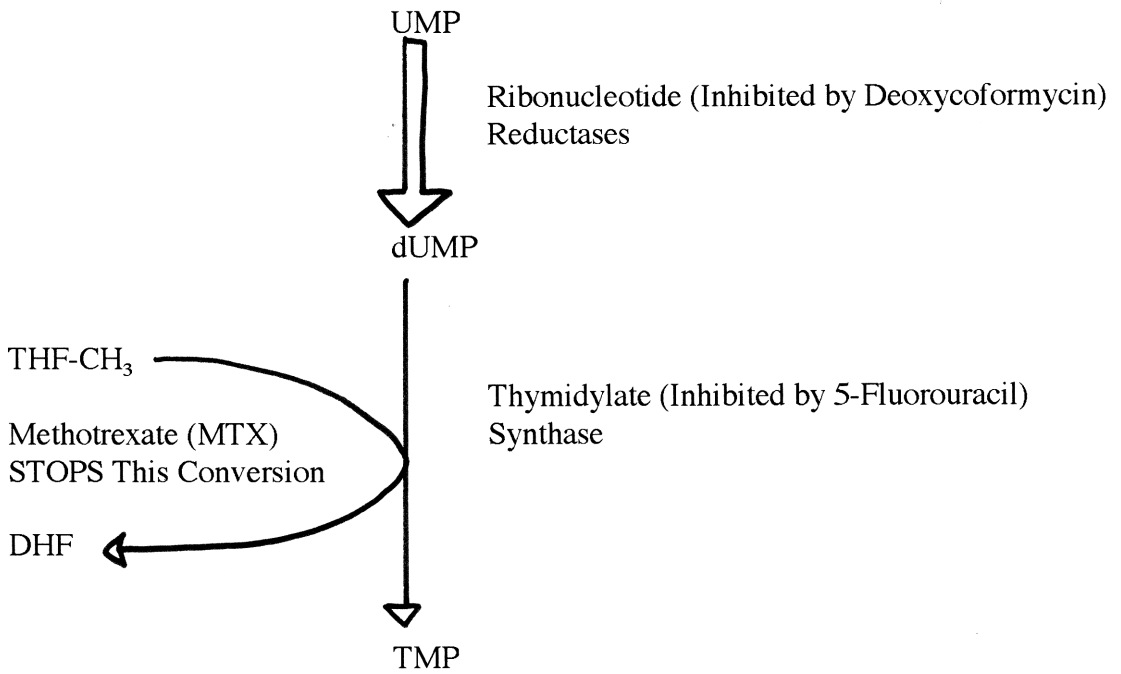 UMP
Ribonucleotide (Inhibited by Deoxycoformycin)
Reductases
dUMP
THF-CH₃
Methotrexate (MTX)
STOPS This Conversion
DHF
Thymidylate (Inhibited by 5-Fluorouracil)
Synthase
TMP